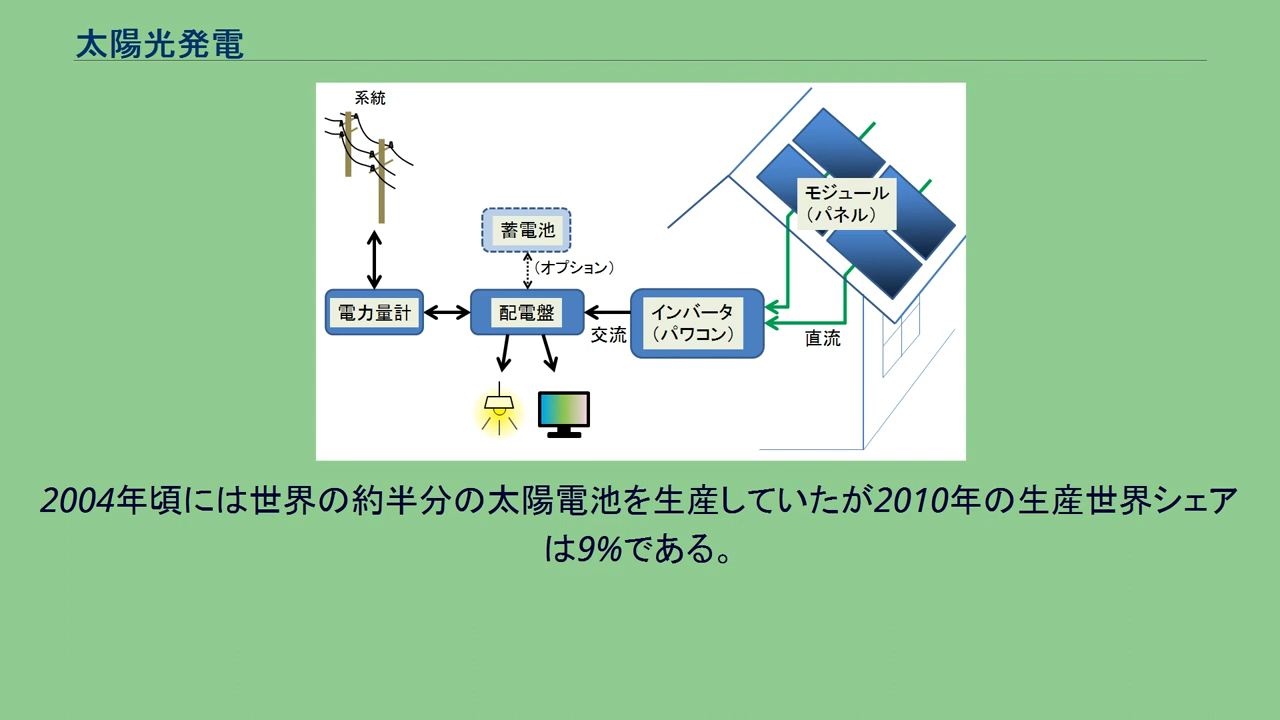 太陽光発電
系統
モジュール
（パネル）
蓄電池
（オプション）
電力量計
配電盤
インバータ
（パワコン）
交流
直流
2004年頃には世界の約半分の太陽電池を生産していたが2010年の生産世界シェア
は9%である。